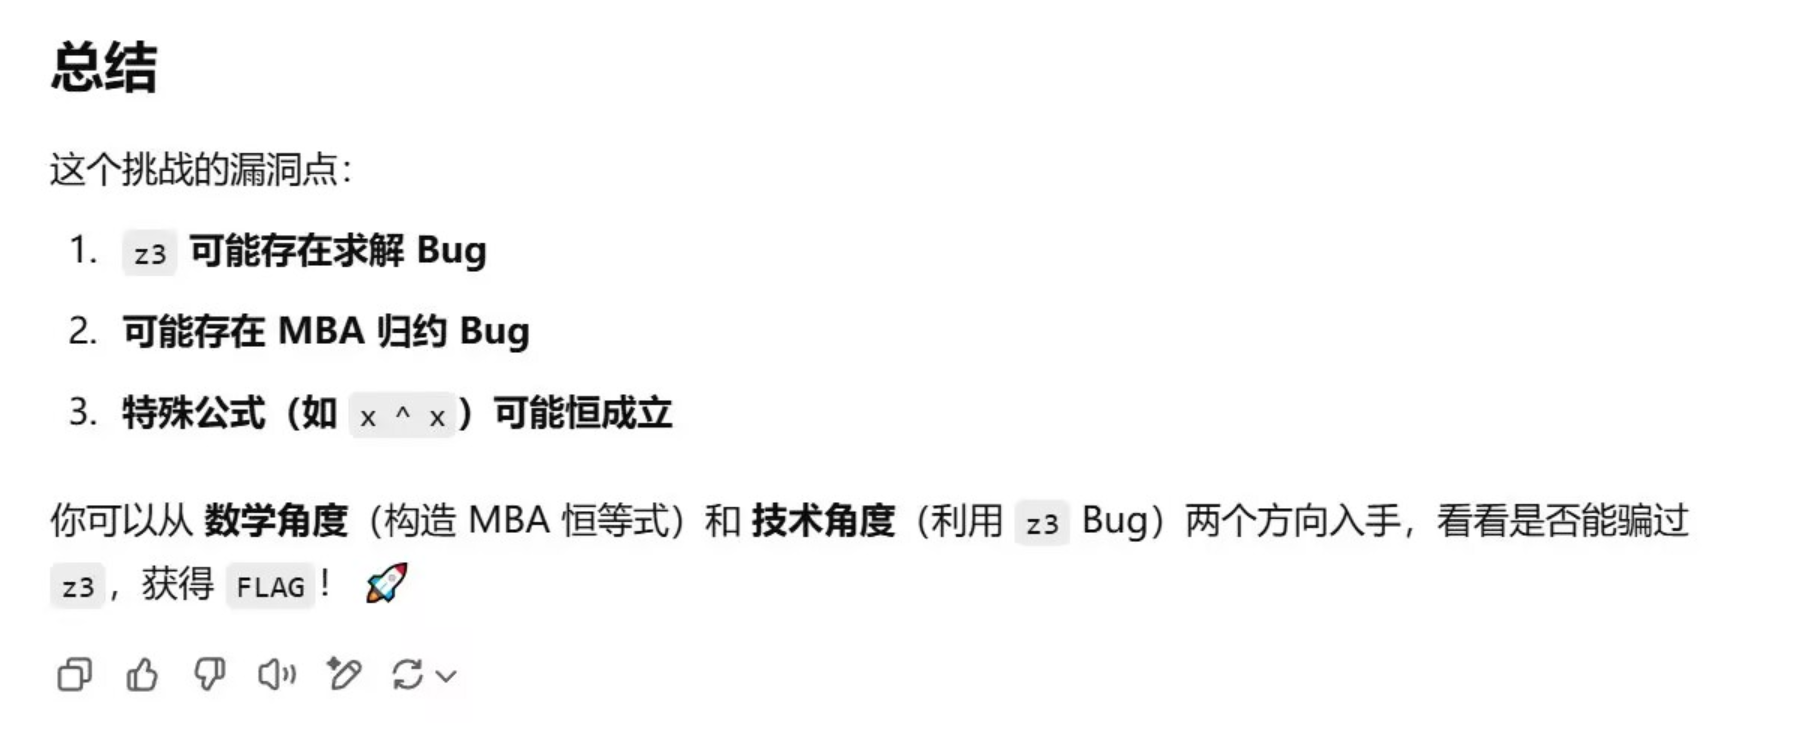 总结
这个挑战的漏洞点：
1. z3 可能存在求解 Bug
2. 可能存在 MBA 归约 Bug
3. 特殊公式（如 x ^ x）可能恒成立
你可以从 数学角度（构造 MBA 恒等式）和 技术角度（利用 z3 Bug）两个方向入手，看看是否能骗过
z3，获得 FLAG！ 🚀